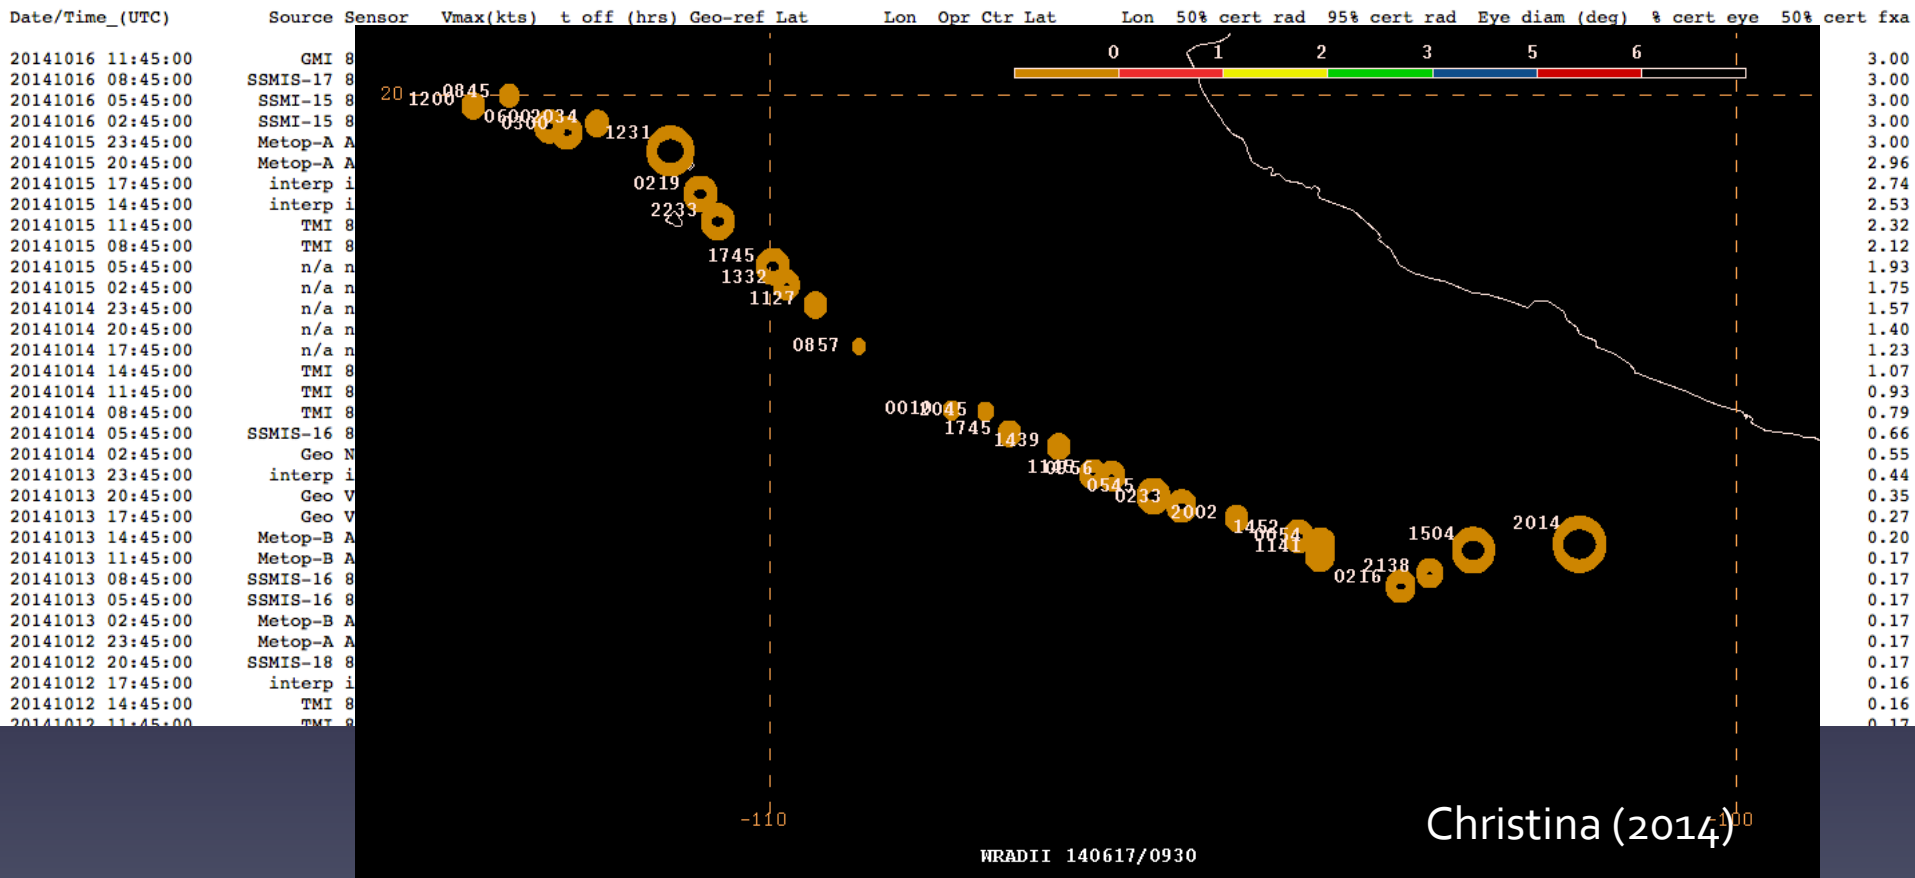 Date/Time_(UTC) Source Sensor Vmax(kts) t off (hrs) Geo-ref Lat Lon Opr Ctr Lat Lon 50% cert rad 95% cert rad Eye diam (deg) % cert eye 50% cert fxa
20141016 11:45:00 GMI 8 3.00
20141016 08:45:00 SSMIS-17 8 3.00
20141016 05:45:00 SSMI-15 8 3.00
20141016 02:45:00 SSMI-15 8 3.00
20141015 23:45:00 Metop-A A 3.00
20141015 20:45:00 Metop-A A 2.96
20141015 17:45:00 interp i 2.74
20141015 14:45:00 interp i 2.53
20141015 11:45:00 TMI 8 2.32
20141015 08:45:00 TMI 8 2.12
20141015 05:45:00 n/a n 1.93
20141015 02:45:00 n/a n 1.75
20141014 23:45:00 n/a n 1.57
20141014 20:45:00 n/a n 1.40
20141014 17:45:00 n/a n 1.23
20141014 14:45:00 TMI 8 1.07
20141014 11:45:00 TMI 8 0.93
20141014 08:45:00 TMI 8 0.79
20141014 05:45:00 SSMIS-16 8 0.66
20141014 02:45:00 Geo N 0.55
20141013 23:45:00 interp i 0.44
20141013 20:45:00 Geo V 0.35
20141013 17:45:00 Geo V 0.27
20141013 14:45:00 Metop-B A 0.20
20141013 11:45:00 Metop-B A 0.17
20141013 08:45:00 SSMIS-16 8 0.17
20141013 05:45:00 SSMIS-16 8 0.17
20141013 02:45:00 Metop-B A 0.17
20141012 23:45:00 Metop-A A 0.17
20141012 20:45:00 SSMIS-18 8 0.17
20141012 17:45:00 interp i 0.16
20141012 14:45:00 TMI 8 0.16
20141012 11:45:00 TMI 8 0.17
0 1 2 3 5 6
20
1200
0845
0600
2034
0300
1231
0219
2233
1745
1332
1127
0857
2045
1745
1439
0545
0233
2002
1452
0054
1141
0216
2138
1504
2014
-110
-100
Christina (2014)
WRADII 140617/0930